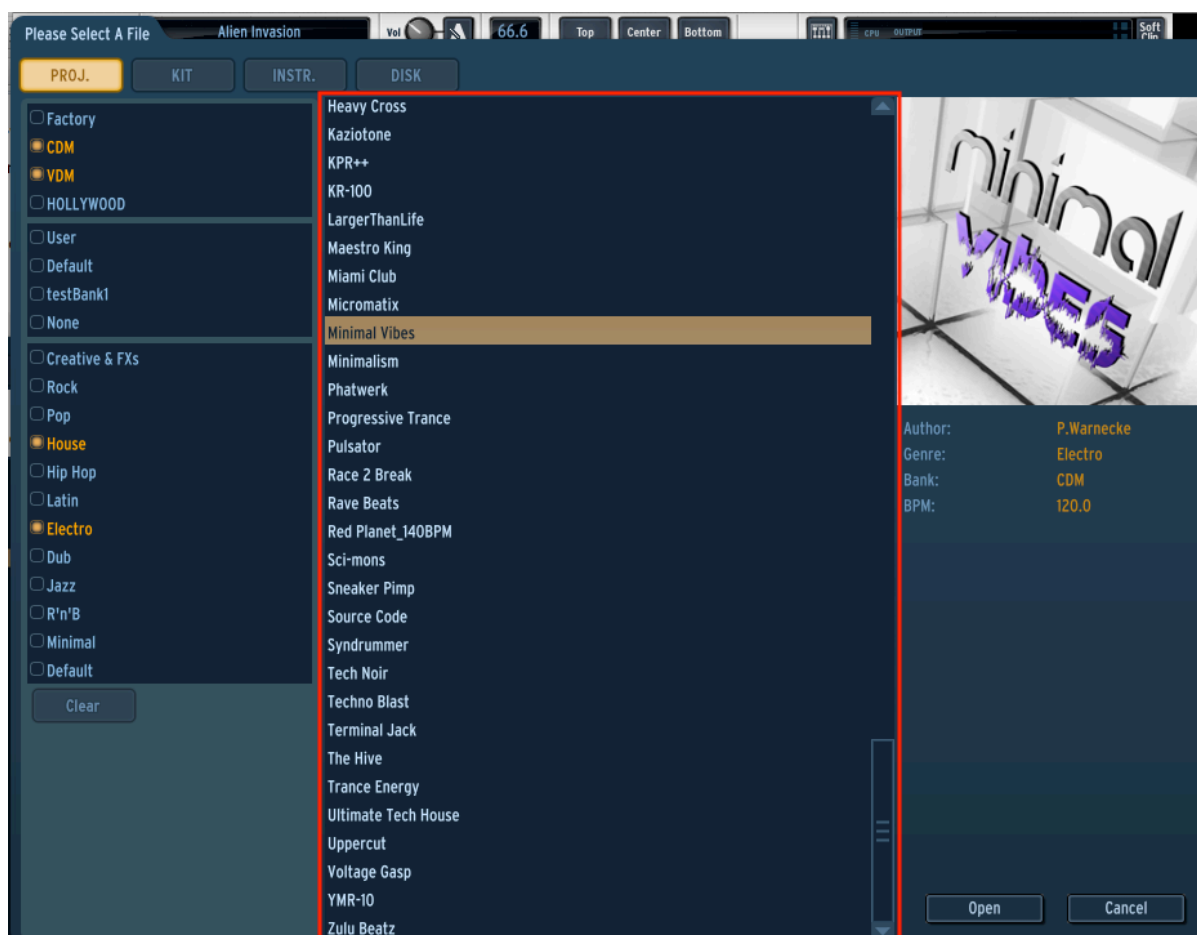 Please Select A File
Alien Invasion
Vol
66.6
Top
Center
Bottom
CPU
OUTPUT
Soft
Clip
PROJ.
KIT
INSTR.
DISK
Factory
CDM
VDM
HOLLYWOOD
User
Default
testBank1
None
Creative & FXs
Rock
Pop
House
Hip Hop
Latin
Electro
Dub
Jazz
R'n'B
Minimal
Default
Clear
Heavy Cross
Kaziotone
KPR++
KR-100
LargerThanLife
Maestro King
Miami Club
Micromatix
Minimal Vibes
Minimalism
Phatwerk
Progressive Trance
Pulsator
Race 2 Break
Rave Beats
Red Planet_140BPM
Sci-mons
Sneaker Pimp
Source Code
Syndrummer
Tech Noir
Techno Blast
Terminal Jack
The Hive
Trance Energy
Ultimate Tech House
Uppercut
Voltage Gasp
YMR-10
Zulu Beatz
minimal
VIBES
Author: P.Warnecke
Genre: Electro
Bank: CDM
BPM: 120.0
Open
Cancel